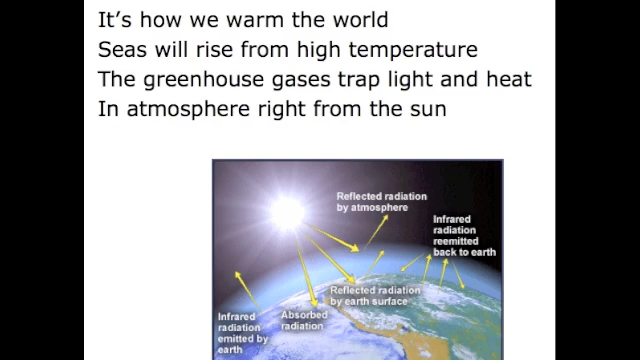 It’s how we warm the world
Seas will rise from high temperature
The greenhouse gases trap light and heat
In atmosphere right from the sun
Reflected radiation
by atmosphere
Infrared
radiation
reemitted
back to earth
Reflected radiation
by earth surface
Infrared
radiation
emitted by
earth
Absorbed
radiation